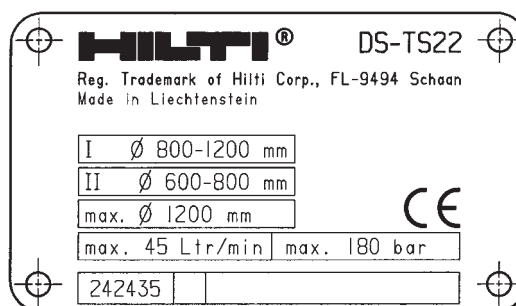 HILTI® DS-TS22
Reg. Trademark of Hilti Corp., FL-9494 Schaan
Made in Liechtenstein
I Ø 800-1200 mm
II Ø 600-800 mm
max. Ø 1200 mm
CE
max. 45 Ltr/min max. 180 bar
242435